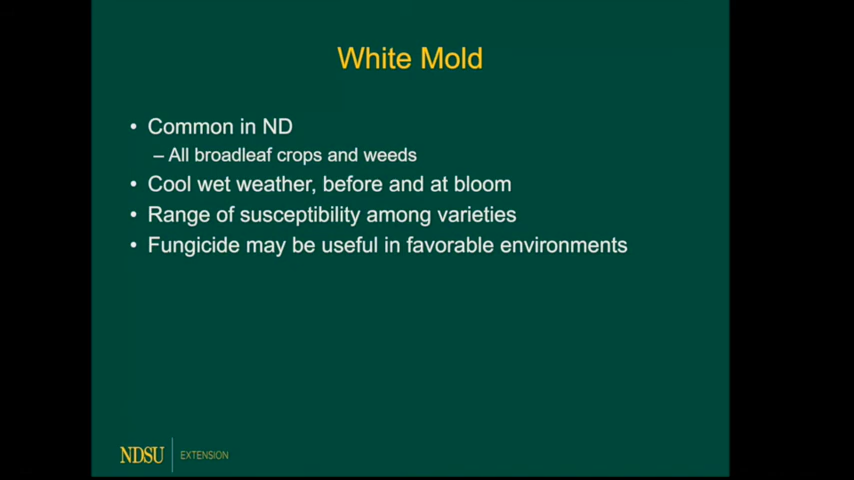 White Mold
• Common in ND
– All broadleaf crops and weeds
• Cool wet weather, before and at bloom
• Range of susceptibility among varieties
• Fungicide may be useful in favorable environments
NDSU EXTENSION